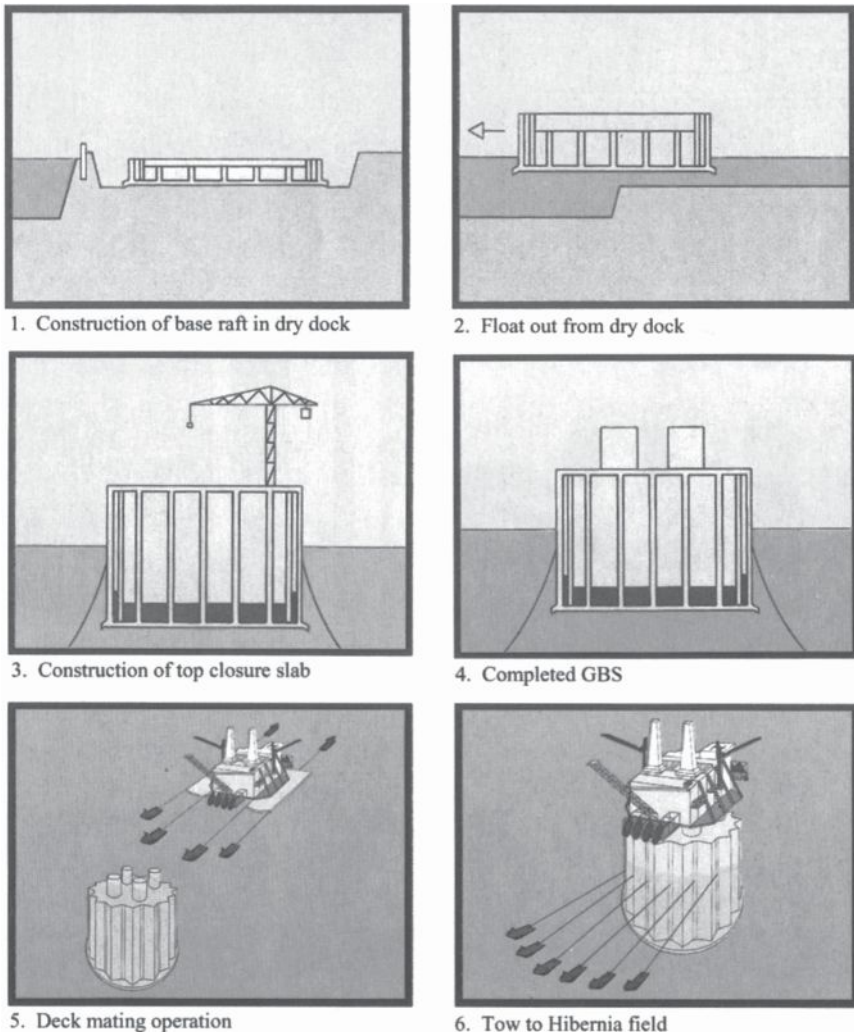 1. Construction of base raft in dry dock
2. Float out from dry dock
3. Construction of top closure slab
4. Completed GBS
5. Deck mating operation
6. Tow to Hibernia field